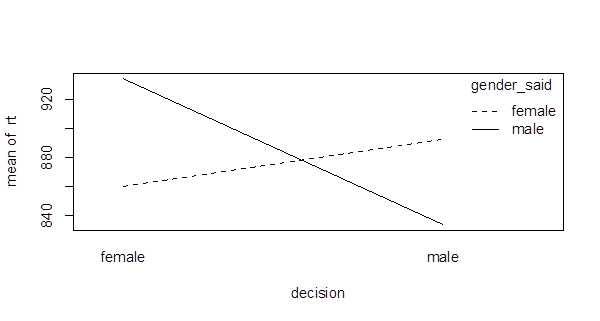 gender_said
female
male
mean of rt
920
880
840
female male
decision